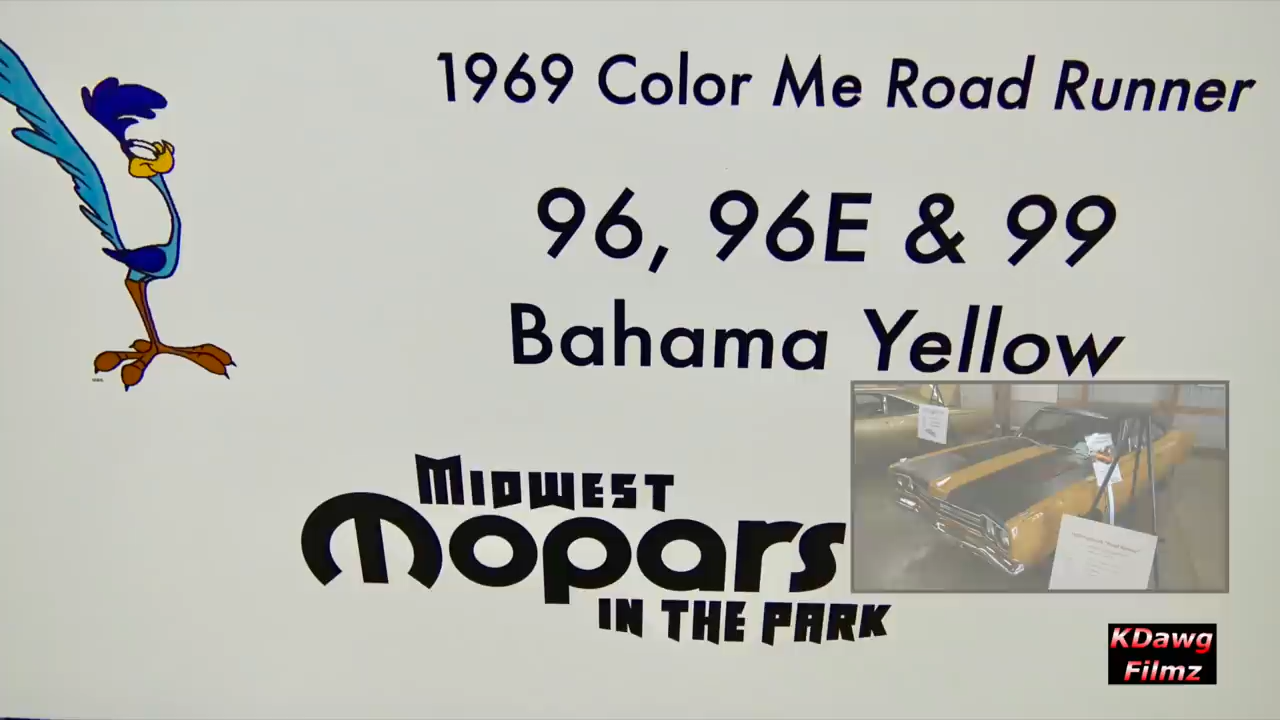 1969 Color Me Road Runner
96, 96E & 99
Bahama Yellow
MIDWEST
mopars
IN THE PARK
KDawg
Filmz